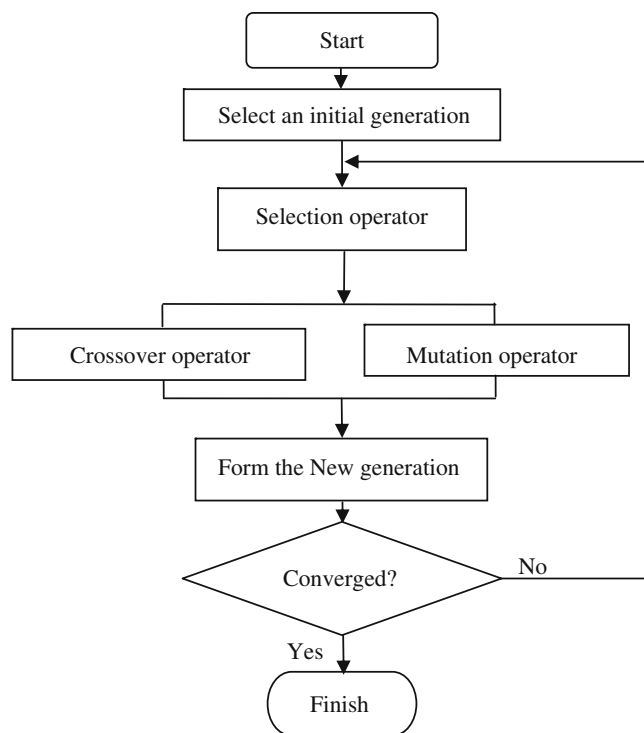 Start
Select an initial generation
Selection operator
Crossover operator
Mutation operator
Form the New generation
Converged?
No
Yes
Finish